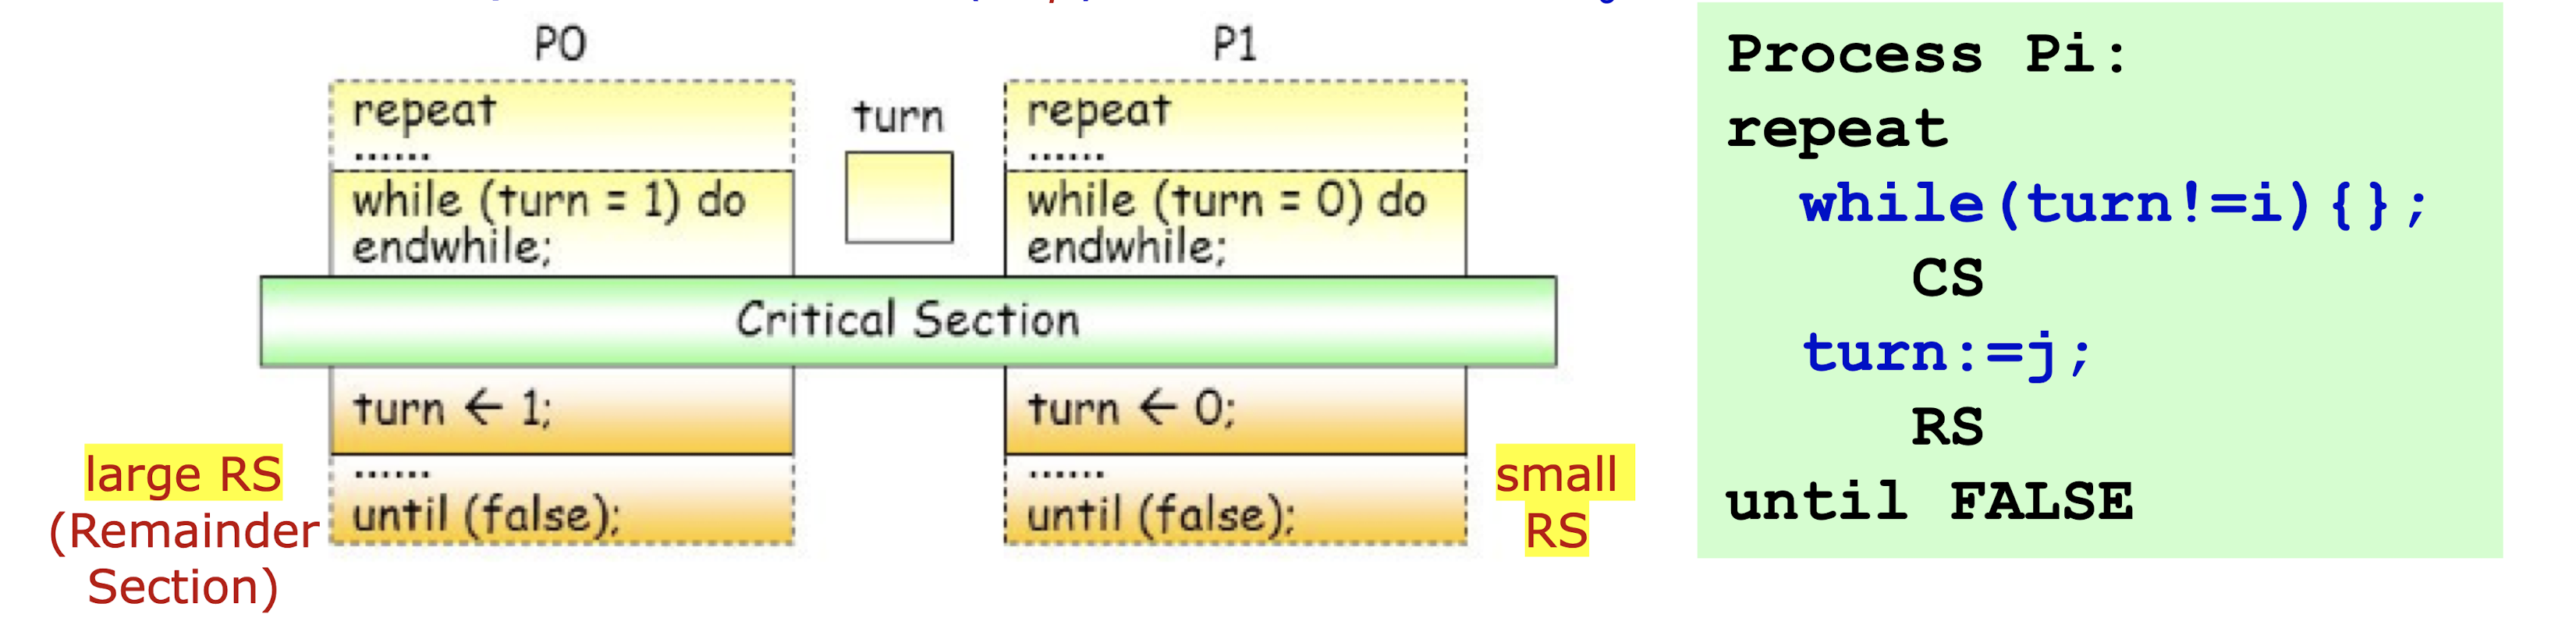 P0
repeat
......
while (turn = 1) do
endwhile;
turn
P1
repeat
......
while (turn = 0) do
endwhile;
Critical Section
turn ← 1;
......
until (false);
turn ← 0;
......
until (false);
large RS
(Remainder
Section)
small
RS
Process Pi:
repeat
while(turn!=i){};
CS
turn:=j;
RS
until FALSE